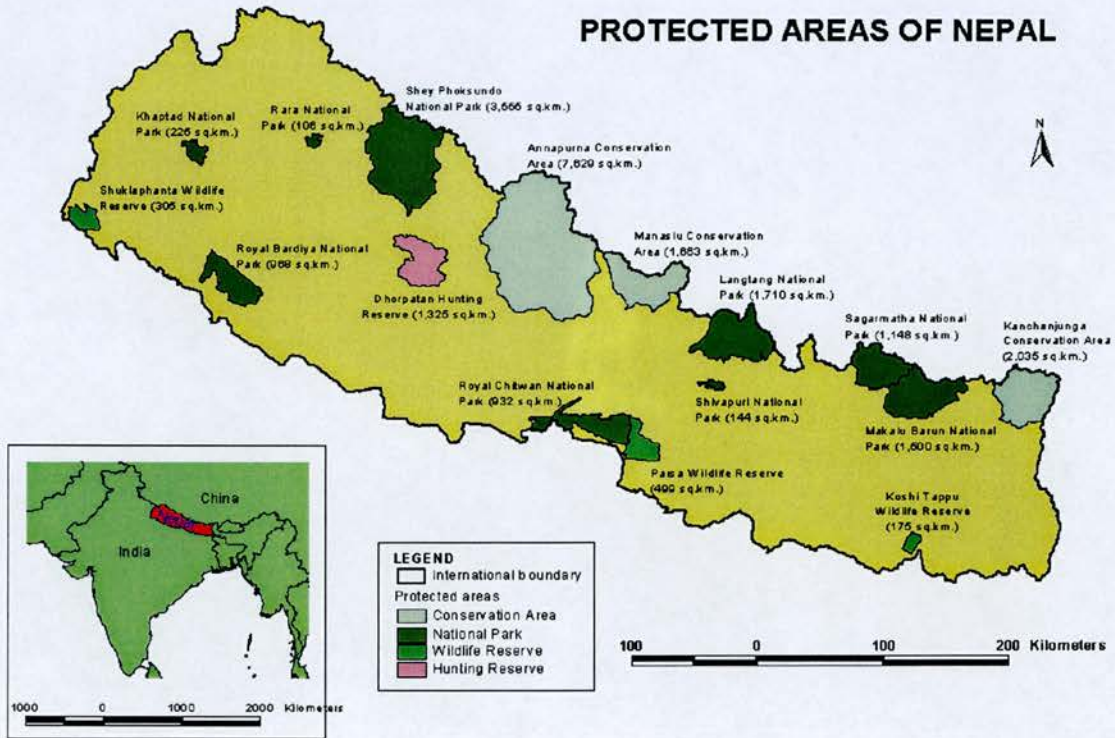 PROTECTED AREAS OF NEPAL
N
Shey Phoksundo
National Park (3,555 sq.km.)
Khaptad National
Park (225 sq.km.)
Rara National
Park (106 sq.km.)
Annapurna Conservation
Area (7,629 sq.km.)
Shuklaphanta Wildlife
Reserve (305 sq.km.)
Royal Bardiya National
Park (968 sq.km.)
Manaslu Conservation
Area (1,663 sq.km.)
Dhorpatan Hunting
Reserve (1,325 sq.km.)
Langtang National
Park (1,710 sq.km.)
Sagarmatha National
Park (1,148 sq.km.)
Kanchanjunga
Conservation Area
(2,035 sq.km.)
Royal Chitwan National
Park (932 sq.km.)
Shivapuri National
Park (144 sq.km.)
Makalu Barun National
Park (1,500 sq.km.)
Parsa Wildlife Reserve
(499 sq.km.)
Koshi Tappu
Wildlife Reserve
(175 sq.km.)
China
India
1000 0 1000 2000 Kilometers
LEGEND
International boundary
Protected areas
Conservation Area
National Park
Wildlife Reserve
Hunting Reserve
100 0 100 200 Kilometers